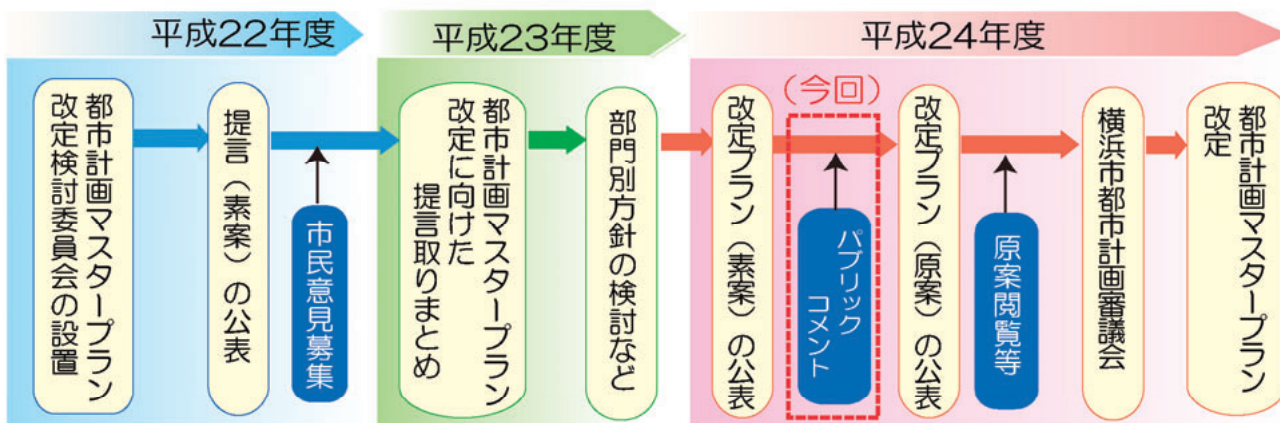 平成22年度
平成23年度
平成24年度
都市計画マスタープラン
改定検討委員会の設置
提言(素案)の公表
市民意見募集
都市計画マスタープラン
改定に向けた
提言取りまとめ
部門別方針の検討など
改定プラン(素案)の公表
(今回)
パブリック
コメント
改定プラン(原案)の公表
原案閲覧等
横浜市都市計画審議会
都市計画マスタープラン
改定